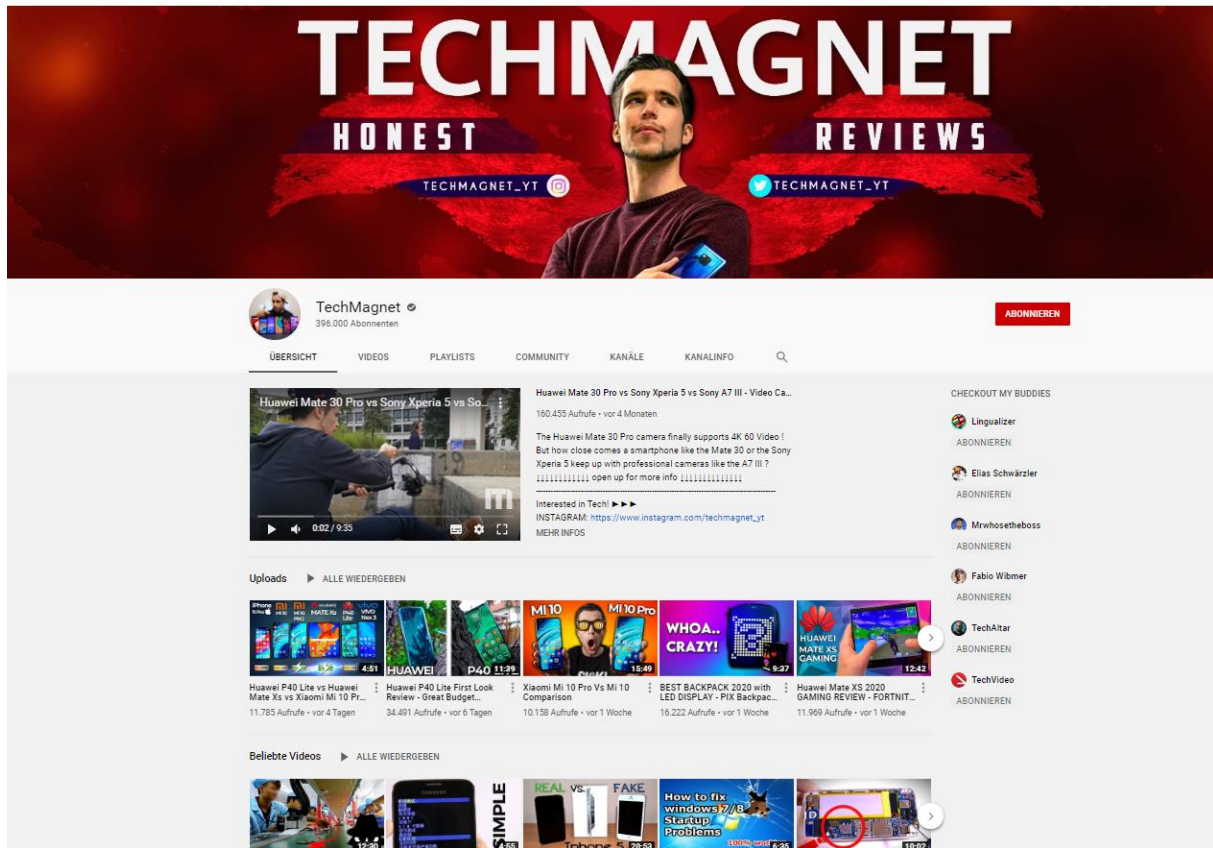 TECHMAGNET
HONEST REVIEWS
TECHMAGNET_YT TECHMAGNET_YT
TechMagnet
396.000 Abonnenten
ABONNIEREN
ÜBERSICHT VIDEOS PLAYLISTS COMMUNITY KANÄLE KANALINFO
Huawei Mate 30 Pro vs Sony Xperia 5 vs So...
0:02 / 9:35
Huawei Mate 30 Pro vs Sony Xperia 5 vs Sony A7 III - Video Ca...
160.455 Aufrufe • vor 4 Monaten
The Huawei Mate 30 Pro camera finally supports 4K 60 Video !
But how close comes a smartphone like the Mate 30 or the Sony
Xperia 5 keep up with professional cameras like the A7 III ?
↓↓↓↓↓↓↓↓↓↓↓↓ open up for more info ↓↓↓↓↓↓↓↓↓↓↓↓↓↓
Interested in Tech! ►►►
INSTAGRAM: https://www.instagram.com/techmagnet_yt
MEHR INFOS
CHECKOUT MY BUDDIES
Lingualizer
ABONNIEREN
Elias Schwärzler
ABONNIEREN
Mrwhosetheboss
ABONNIEREN
Fabio Wibmer
ABONNIEREN
TechAltar
ABONNIEREN
TechVideo
ABONNIEREN
Uploads ALLE WIEDERGEBEN
MATE Xs
4:51
Huawei P40 Lite vs Huawei
Mate Xs vs Xiaomi Mi 10 Pr...
11.785 Aufrufe • vor 4 Tagen
HUAWEI P40
11:39
Huawei P40 Lite First Look
Review - Great Budget...
34.491 Aufrufe • vor 6 Tagen
MI 10 MI 10 Pro
15:49
Xiaomi Mi 10 Pro Vs Mi 10
Comparison
10.158 Aufrufe • vor 1 Woche
WHOA..
CRAZY!
9:37
BEST BACKPACK 2020 with
LED DISPLAY - PIX Backpac...
16.222 Aufrufe • vor 1 Woche
HUAWEI
MATE XS
GAMING
12:42
Huawei Mate XS 2020
GAMING REVIEW - FORTNIT...
11.969 Aufrufe • vor 1 Woche
Beliebte Videos ALLE WIEDERGEBEN
12:30
SAMSUNG
SIMPLE
4:55
REAL VS. FAKE
Iphone 5
20:53
How to fix
windows 7/8
Startup
Problems
6:35
10:02